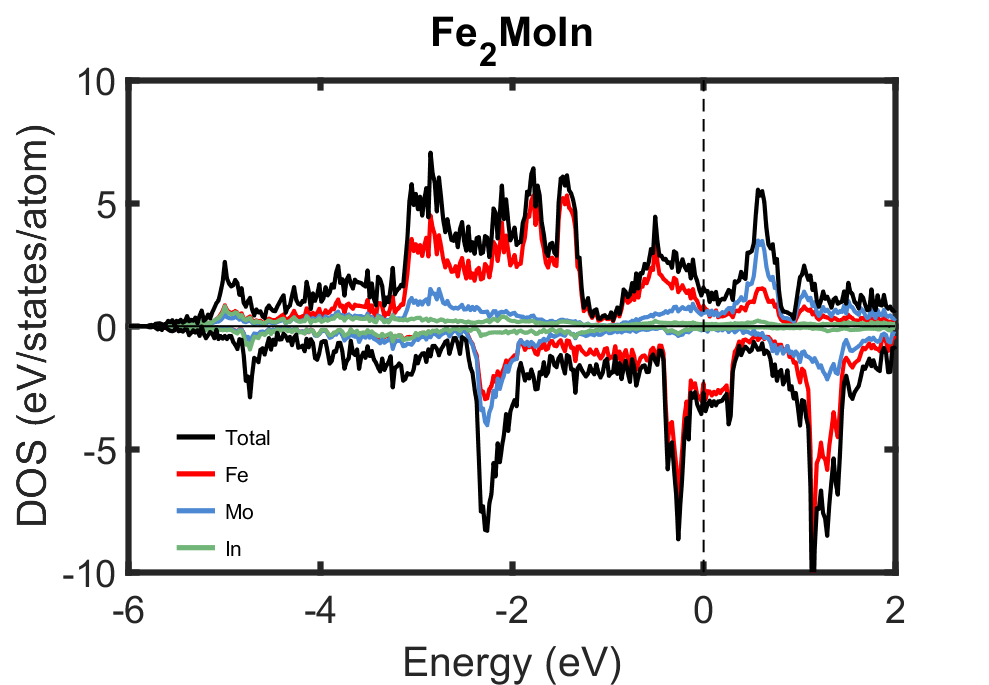 Fe2MoIn
DOS (eV/states/atom)
10
5
0
-5
-10
Total
Fe
Mo
In
-6 -4 -2 0 2
Energy (eV)